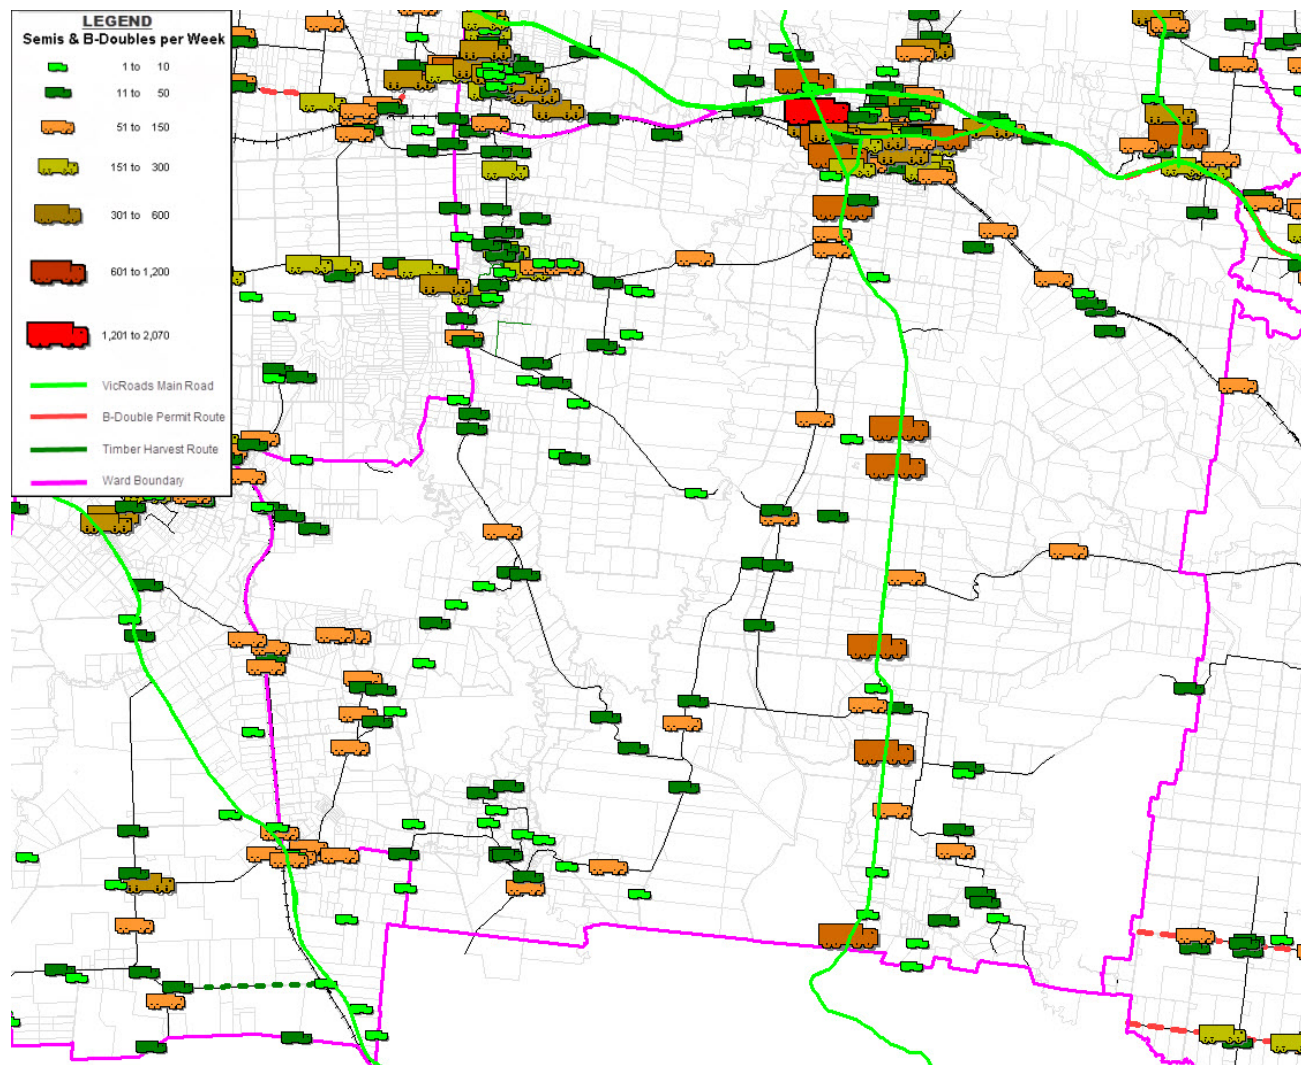 LEGEND
Semis & B-Doubles per Week
1 to 10
11 to 50
51 to 150
151 to 300
301 to 600
601 to 1,200
1,201 to 2,070
VicRoads Main Road
B-Double Permit Route
Timber Harvest Route
Ward Boundary